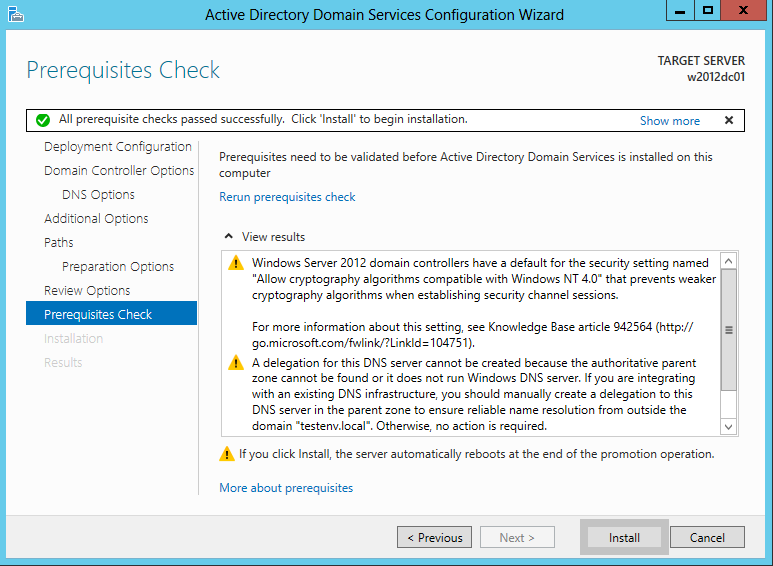 Active Directory Domain Services Configuration Wizard
Prerequisites Check
TARGET SERVER
w2012dc01
All prerequisite checks passed successfully.  Click 'Install' to begin installation.
Show more
Deployment Configuration
Domain Controller Options
DNS Options
Additional Options
Paths
Preparation Options
Review Options
Prerequisites Check
Installation
Results
Prerequisites need to be validated before Active Directory Domain Services is installed on this
computer
Rerun prerequisites check
View results
Windows Server 2012 domain controllers have a default for the security setting named
"Allow cryptography algorithms compatible with Windows NT 4.0" that prevents weaker
cryptography algorithms when establishing security channel sessions.
For more information about this setting, see Knowledge Base article 942564 (http://
go.microsoft.com/fwlink/?LinkId=104751).
A delegation for this DNS server cannot be created because the authoritative parent
zone cannot be found or it does not run Windows DNS server. If you are integrating
with an existing DNS infrastructure, you should manually create a delegation to this
DNS server in the parent zone to ensure reliable name resolution from outside the
domain "testenv.local". Otherwise, no action is required.
If you click Install, the server automatically reboots at the end of the promotion operation.
More about prerequisites
< Previous
Next >
Install
Cancel